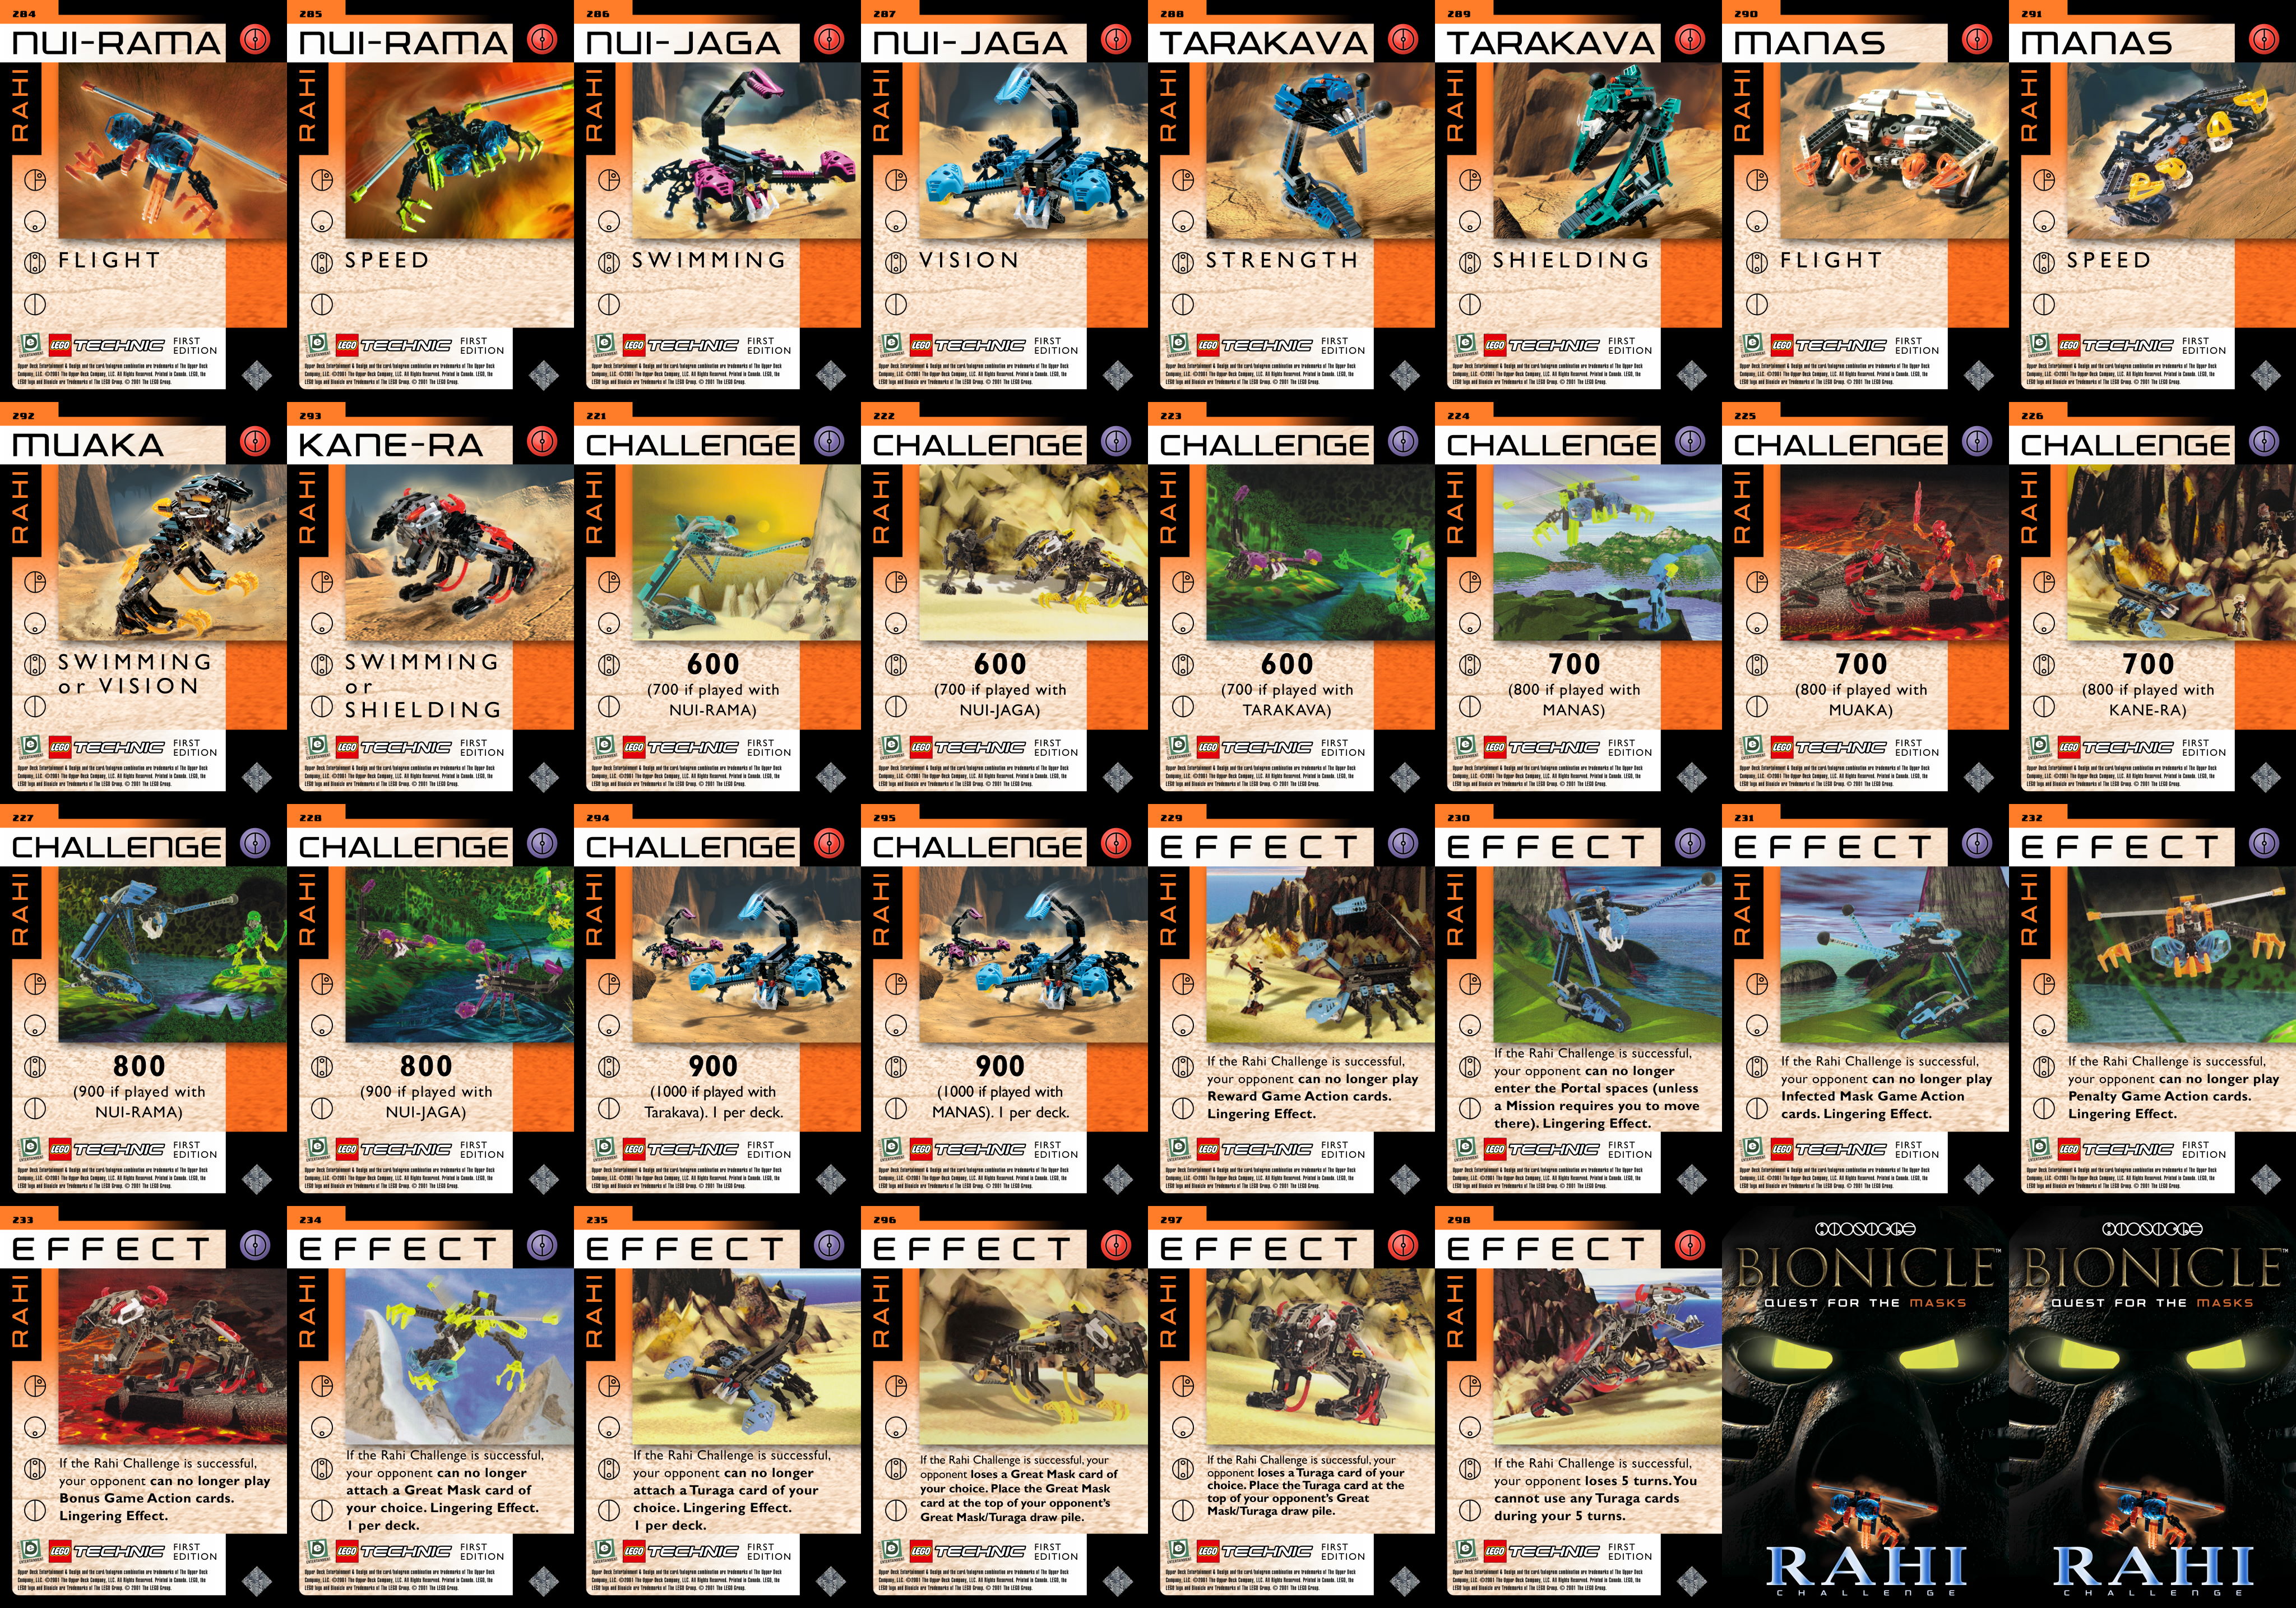 284
NUI-RAMA
RAHI
FLIGHT
LEGO TECHNIC FIRST
EDITION
285
NUI-RAMA
RAHI
SPEED
LEGO TECHNIC FIRST
EDITION
286
NUI-JAGA
RAHI
SWIMMING
LEGO TECHNIC FIRST
EDITION
287
NUI-JAGA
RAHI
VISION
LEGO TECHNIC FIRST
EDITION
288
TARAKAVA
RAHI
STRENGTH
LEGO TECHNIC FIRST
EDITION
289
TARAKAVA
RAHI
SHIELDING
LEGO TECHNIC FIRST
EDITION
290
MANAS
RAHI
FLIGHT
LEGO TECHNIC FIRST
EDITION
291
MANAS
RAHI
SPEED
LEGO TECHNIC FIRST
EDITION
292
MUAKA
RAHI
SWIMMING
or VISION
LEGO TECHNIC FIRST
EDITION
293
KANE-RA
RAHI
SWIMMING
or
SHIELDING
LEGO TECHNIC FIRST
EDITION
221
CHALLENGE
RAHI
600
(700 if played with
NUI-RAMA)
LEGO TECHNIC FIRST
EDITION
222
CHALLENGE
RAHI
600
(700 if played with
NUI-JAGA)
LEGO TECHNIC FIRST
EDITION
223
CHALLENGE
RAHI
600
(700 if played with
TARAKAVA)
LEGO TECHNIC FIRST
EDITION
224
CHALLENGE
RAHI
700
(800 if played with
MANAS)
LEGO TECHNIC FIRST
EDITION
225
CHALLENGE
RAHI
700
(800 if played with
MUAKA)
LEGO TECHNIC FIRST
EDITION
226
CHALLENGE
RAHI
700
(800 if played with
KANE-RA)
LEGO TECHNIC FIRST
EDITION
227
CHALLENGE
RAHI
800
(900 if played with
NUI-RAMA)
LEGO TECHNIC FIRST
EDITION
228
CHALLENGE
RAHI
800
(900 if played with
NUI-JAGA)
LEGO TECHNIC FIRST
EDITION
294
CHALLENGE
RAHI
900
(1000 if played with
Tarakava). 1 per deck.
LEGO TECHNIC FIRST
EDITION
295
CHALLENGE
RAHI
900
(1000 if played with
MANAS). 1 per deck.
LEGO TECHNIC FIRST
EDITION
229
EFFECT
RAHI
If the Rahi Challenge is successful,
your opponent can no longer play
Reward Game Action cards.
Lingering Effect.
LEGO TECHNIC FIRST
EDITION
230
EFFECT
RAHI
If the Rahi Challenge is successful,
your opponent can no longer
enter the Portal spaces (unless
a Mission requires you to move
there). Lingering Effect.
LEGO TECHNIC FIRST
EDITION
231
EFFECT
RAHI
If the Rahi Challenge is successful,
your opponent can no longer play
Infected Mask Game Action
cards. Lingering Effect.
LEGO TECHNIC FIRST
EDITION
232
EFFECT
RAHI
If the Rahi Challenge is successful,
your opponent can no longer play
Penalty Game Action cards.
Lingering Effect.
LEGO TECHNIC FIRST
EDITION
233
EFFECT
RAHI
If the Rahi Challenge is successful,
your opponent can no longer play
Bonus Game Action cards.
Lingering Effect.
LEGO TECHNIC FIRST
EDITION
234
EFFECT
RAHI
If the Rahi Challenge is successful,
your opponent can no longer
attach a Great Mask card of
your choice. Lingering Effect.
1 per deck.
LEGO TECHNIC FIRST
EDITION
235
EFFECT
RAHI
If the Rahi Challenge is successful,
your opponent can no longer
attach a Turaga card of your
choice. Lingering Effect.
1 per deck.
LEGO TECHNIC FIRST
EDITION
296
EFFECT
RAHI
If the Rahi Challenge is successful, your
opponent loses a Great Mask card of
your choice. Place the Great Mask
card at the top of your opponent's
Great Mask/Turaga draw pile.
LEGO TECHNIC FIRST
EDITION
297
EFFECT
RAHI
If the Rahi Challenge is successful, your
opponent loses a Turaga card of your
choice. Place the Turaga card at the
top of your opponent's Great
Mask/Turaga draw pile.
LEGO TECHNIC FIRST
EDITION
298
EFFECT
RAHI
If the Rahi Challenge is successful,
your opponent loses 5 turns. You
cannot use any Turaga cards
during your 5 turns.
LEGO TECHNIC FIRST
EDITION
BIONICLE™
QUEST FOR THE MASKS
RAHI
CHALLENGE
BIONICLE™
QUEST FOR THE MASKS
RAHI
CHALLENGE